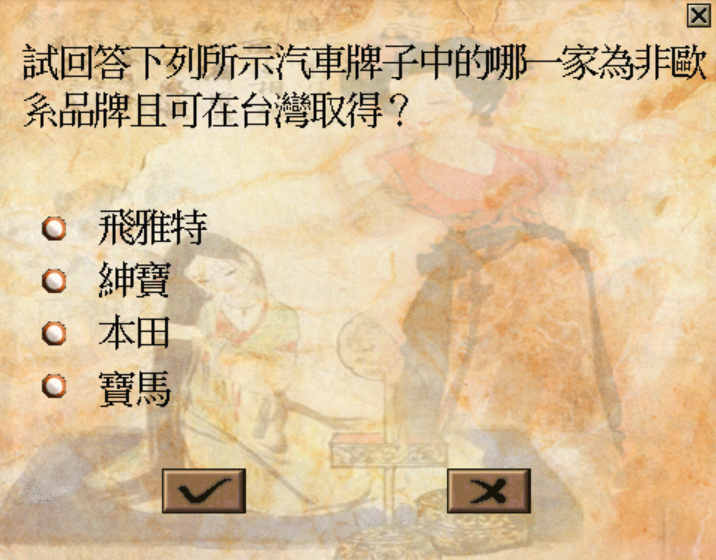 試回答下列所示汽車牌子中的哪一家為非歐
系品牌且可在台灣取得？
飛雅特
紳寶
本田
寶馬